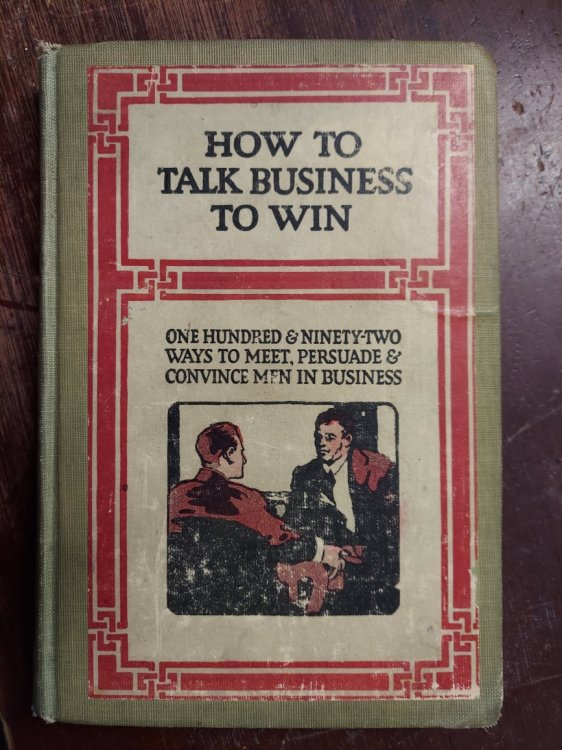 HOW TO
TALK BUSINESS
TO WIN
ONE HUNDRED & NINETY-TWO
WAYS TO MEET, PERSUADE &
CONVINCE MEN IN BUSINESS